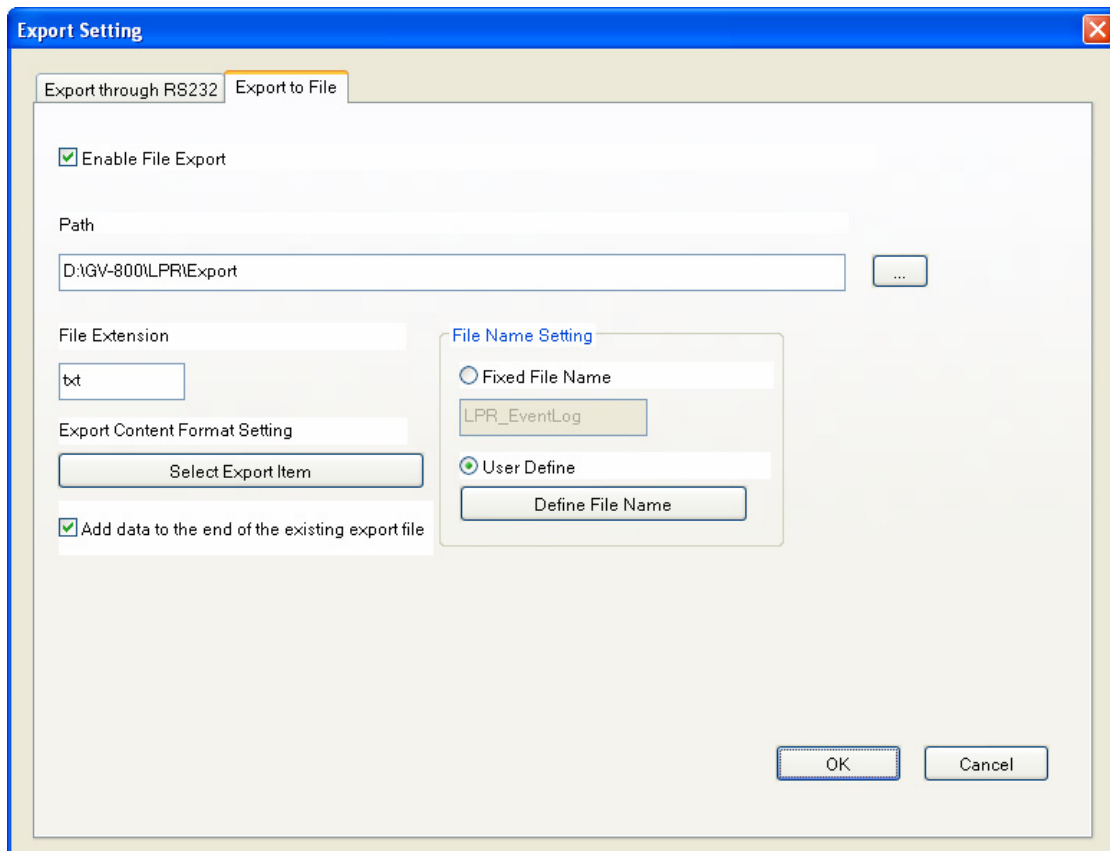 Export Setting
Export through RS232
Export to File
Enable File Export
Path
D:\GV-800\LPR\Export
...
File Extension
txt
Export Content Format Setting
Select Export Item
Add data to the end of the existing export file
File Name Setting
Fixed File Name
LPR_EventLog
User Define
Define File Name
OK
Cancel